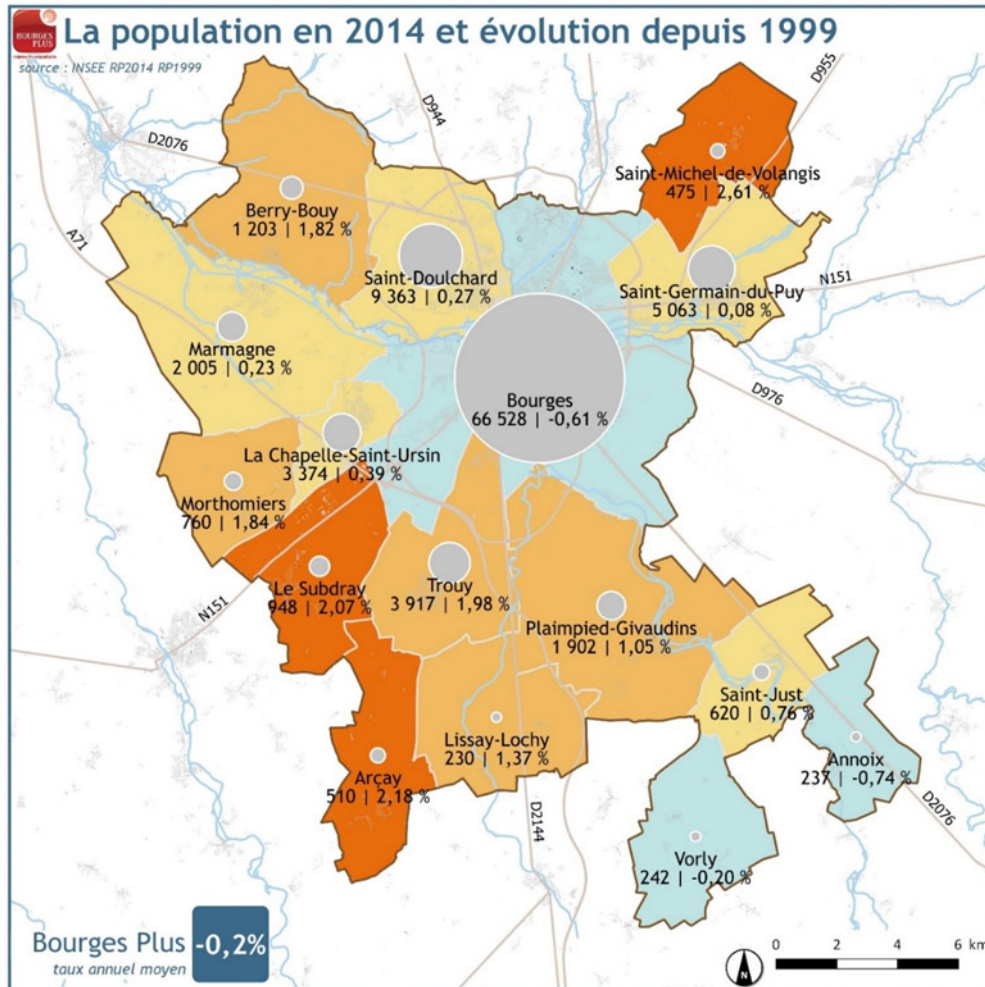 BOURGES PLUS
La population en 2014 et évolution depuis 1999
source : INSEE RP2014 RP1999
D955
D944
D2076
Saint-Michel-de-Volangis
475 | 2,61 %
Berry-Bouy
1 203 | 1,82 %
A71
Saint-Doulchard
9 363 | 0,27 %
Saint-Germain-du-Puy
5 063 | 0,08 %
N151
Marmagne
2 005 | 0,23 %
D976
Bourges
66 528 | -0,61 %
La Chapelle-Saint-Ursin
3 374 | 0,39 %
Morthomiers
760 | 1,84 %
Le Subdray
948 | 2,07 %
Trouy
3 917 | 1,98 %
N151
Plaimpied-Givaudins
1 902 | 1,05 %
Saint-Just
620 | 0,76 %
Lissay-Lochy
230 | 1,37 %
Annoix
237 | -0,74 %
Arçay
510 | 2,18 %
D2144
D2076
Vorly
242 | -0,20 %
Bourges Plus
taux annuel moyen
-0,2%
N
0 2 4 6 km